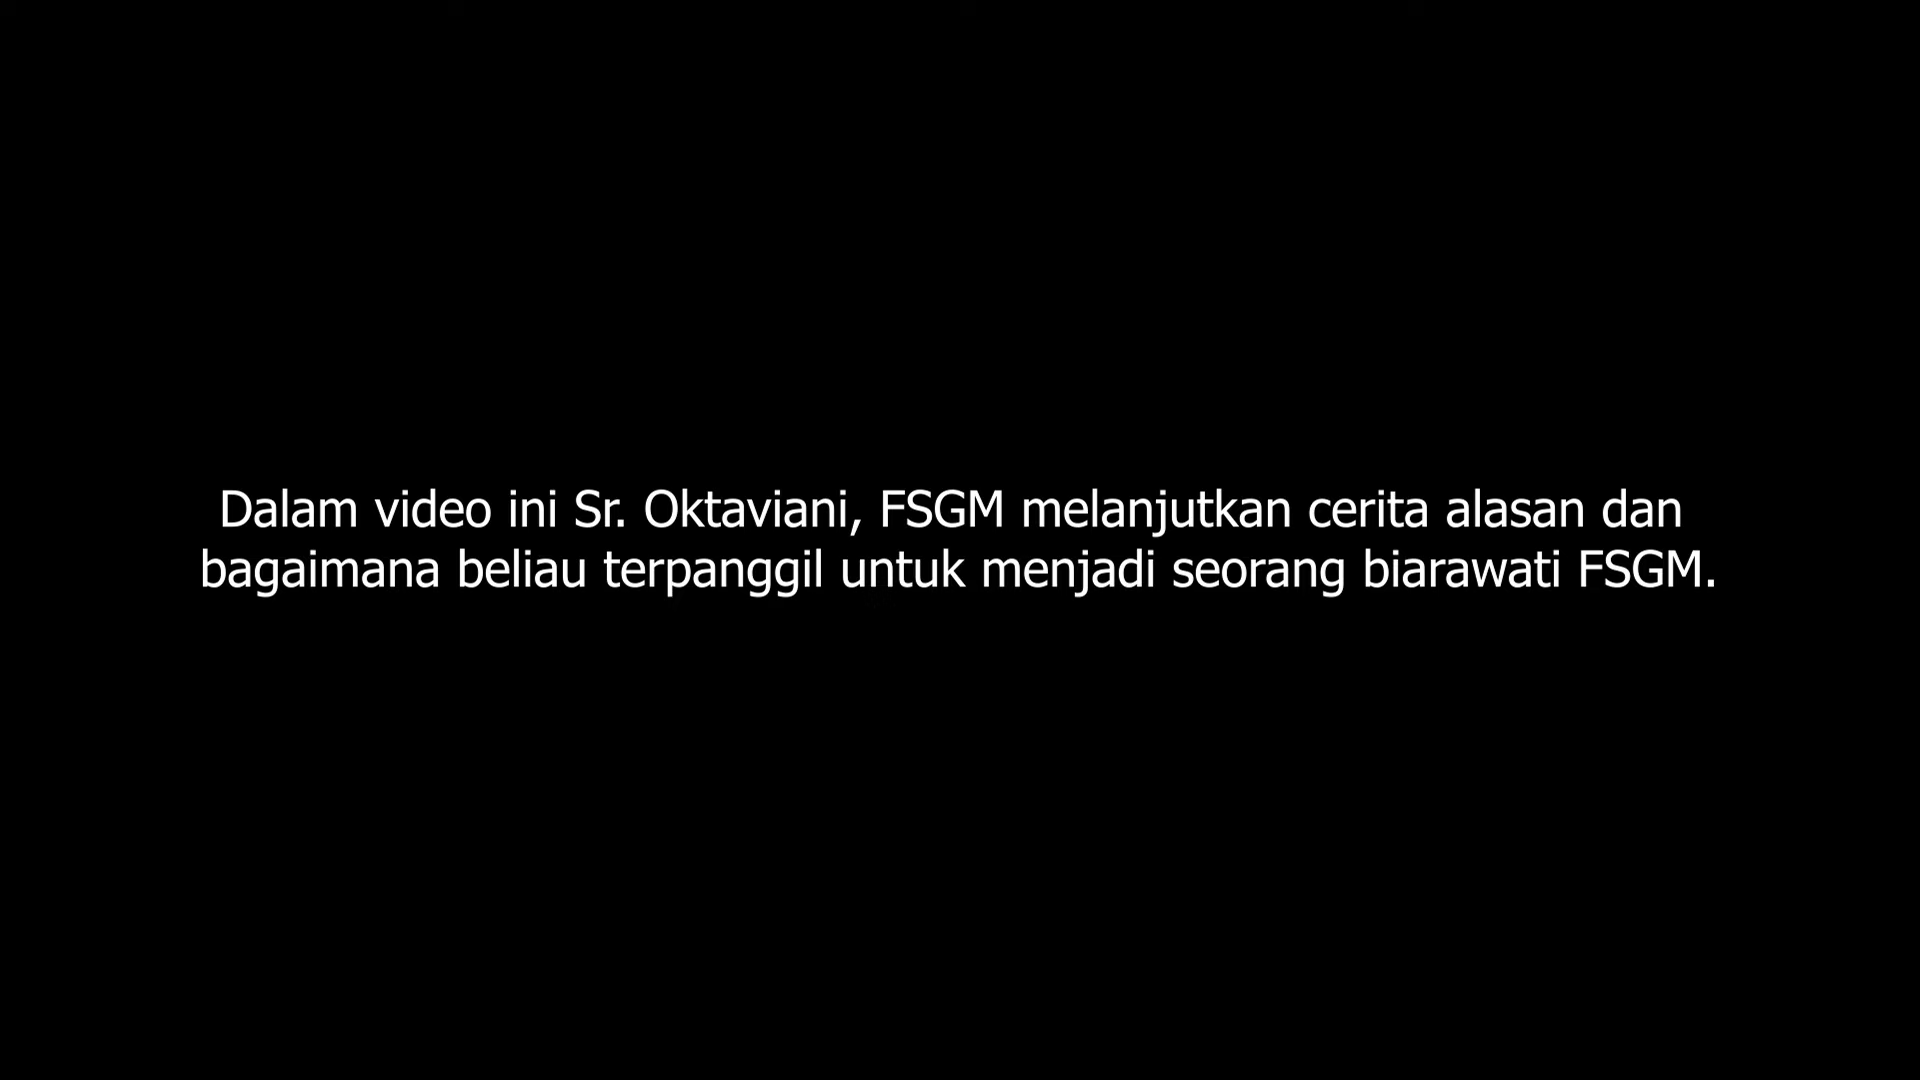 Dalam video ini Sr. Oktaviani, FSGM melanjutkan cerita alasan dan
bagaimana beliau terpanggil untuk menjadi seorang biarawati FSGM.